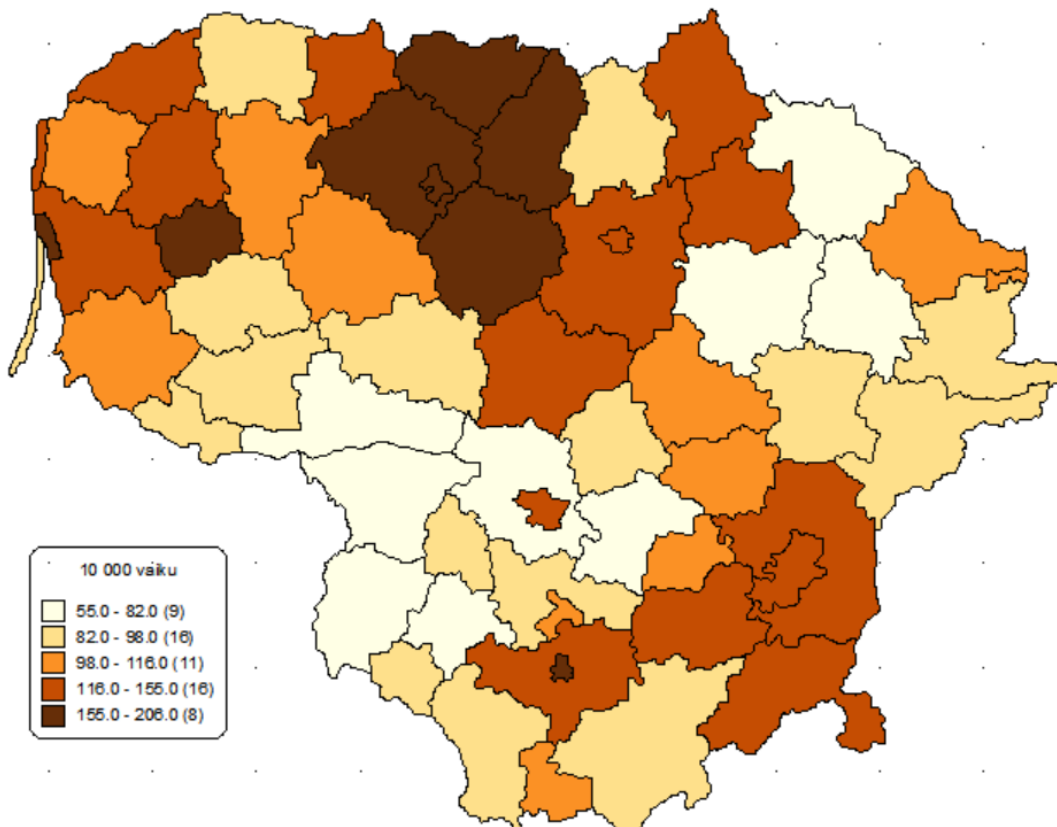 10 000 vaiku
55.0 - 82.0 (9)
82.0 - 98.0 (16)
98.0 - 116.0 (11)
116.0 - 155.0 (16)
155.0 - 206.0 (8)